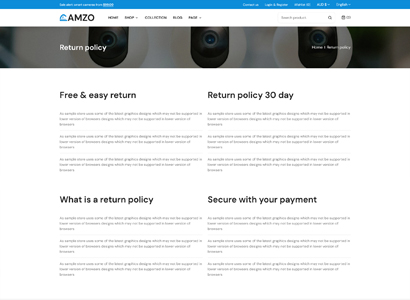 Contact us Login & Register Wishlist (0) AUD $ English
CAMZO
HOME SHOP COLLECTION BLOG PAGE
Search product
(0)
Return policy
Home Return policy
Free & easy return
As sample store uses some of the latest graphics designs which may not be supported in
lower version of browsers designs which may not be supported in lower version of
browsers.
As sample store uses some of the latest graphics designs which may not be supported in
lower version of browsers designs which may not be supported in lower version of
browsers.
As sample store uses some of the latest graphics designs which may not be supported in
lower version of browsers designs which may not be supported in lower version of
browsers.
Return policy 30 day
As sample store uses some of the latest graphics designs which may not be supported in
lower version of browsers designs which may not be supported in lower version of
browsers.
As sample store uses some of the latest graphics designs which may not be supported in
lower version of browsers designs which may not be supported in lower version of
browsers.
As sample store uses some of the latest graphics designs which may not be supported in
lower version of browsers designs which may not be supported in lower version of
browsers.
What is a return policy
As sample store uses some of the latest graphics designs which may not be supported in
lower version of browsers designs which may not be supported in lower version of
browsers.
As sample store uses some of the latest graphics designs which may not be supported in
lower version of browsers designs which may not be supported in lower version of
browsers.
As sample store uses some of the latest graphics designs which may not be supported in
lower version of browsers designs which may not be supported in lower version of
browsers.
Secure with your payment
As sample store uses some of the latest graphics designs which may not be supported in
lower version of browsers designs which may not be supported in lower version of
browsers.
As sample store uses some of the latest graphics designs which may not be supported in
lower version of browsers designs which may not be supported in lower version of
browsers.
As sample store uses some of the latest graphics designs which may not be supported in
lower version of browsers designs which may not be supported in lower version of
browsers.